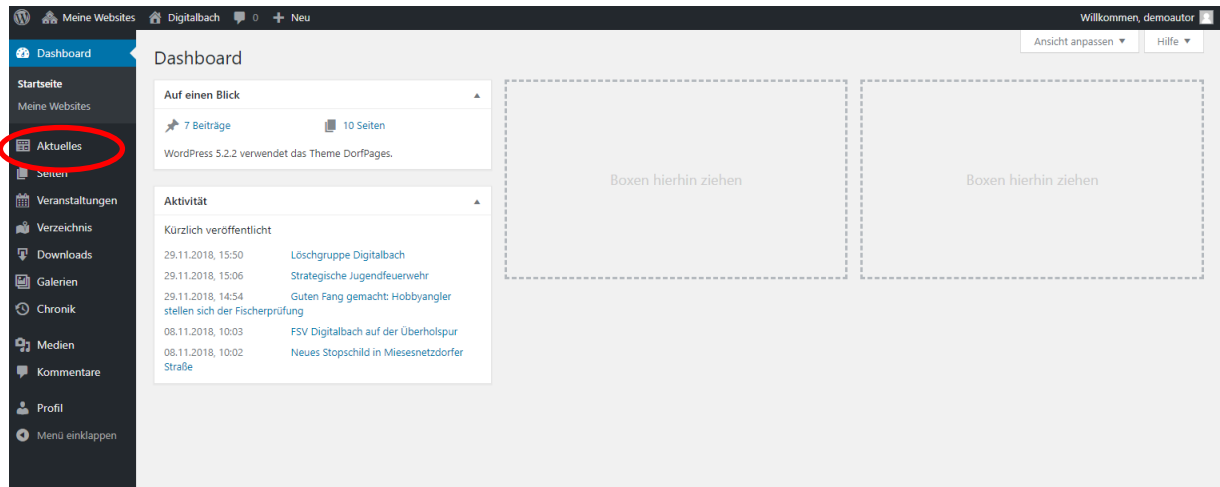 Meine Websites Digitalbach 0 + Neu Willkommen, demoautor
Ansicht anpassen Hilfe
Dashboard
Startseite
Meine Websites
Aktuelles
Seiten
Veranstaltungen
Verzeichnis
Downloads
Galerien
Chronik
Medien
Kommentare
Profil
Menü einklappen
Dashboard
Auf einen Blick
7 Beiträge 10 Seiten
WordPress 5.2.2 verwendet das Theme DorfPages.
Aktivität
Kürzlich veröffentlicht
29.11.2018, 15:50 Löschgruppe Digitalbach
29.11.2018, 15:06 Strategische Jugendfeuerwehr
29.11.2018, 14:54 Guten Fang gemacht: Hobbyangler
stellen sich der Fischerprüfung
08.11.2018, 10:03 FSV Digitalbach auf der Überholspur
08.11.2018, 10:02 Neues Stopschild in Miesesnetzdorfer
Straße
Boxen hierhin ziehen
Boxen hierhin ziehen